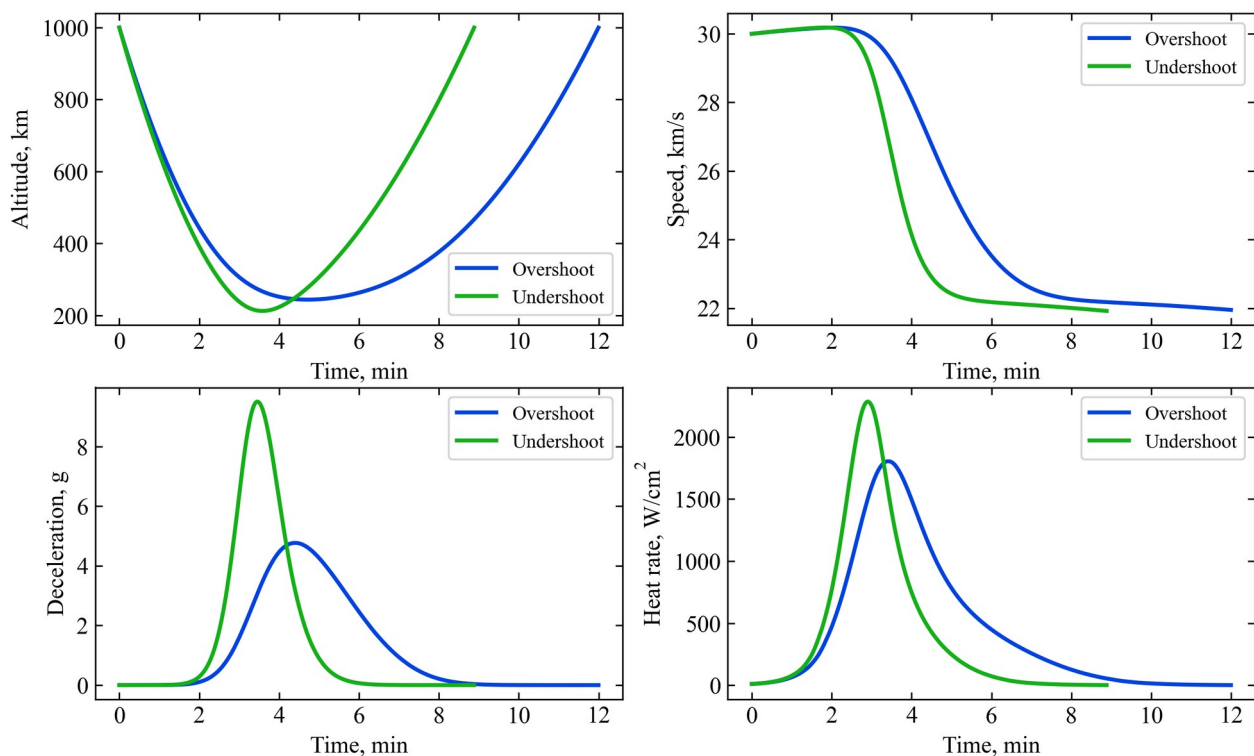 1000
800
600
400
200
Altitude, km
0 2 4 6 8 10 12
Time, min
Overshoot
Undershoot
30
28
26
24
22
Speed, km/s
0 2 4 6 8 10 12
Time, min
Overshoot
Undershoot
8
6
4
2
0
Deceleration, g
0 2 4 6 8 10 12
Time, min
Overshoot
Undershoot
2000
1500
1000
500
0
Heat rate, W/cm²
0 2 4 6 8 10 12
Time, min
Overshoot
Undershoot